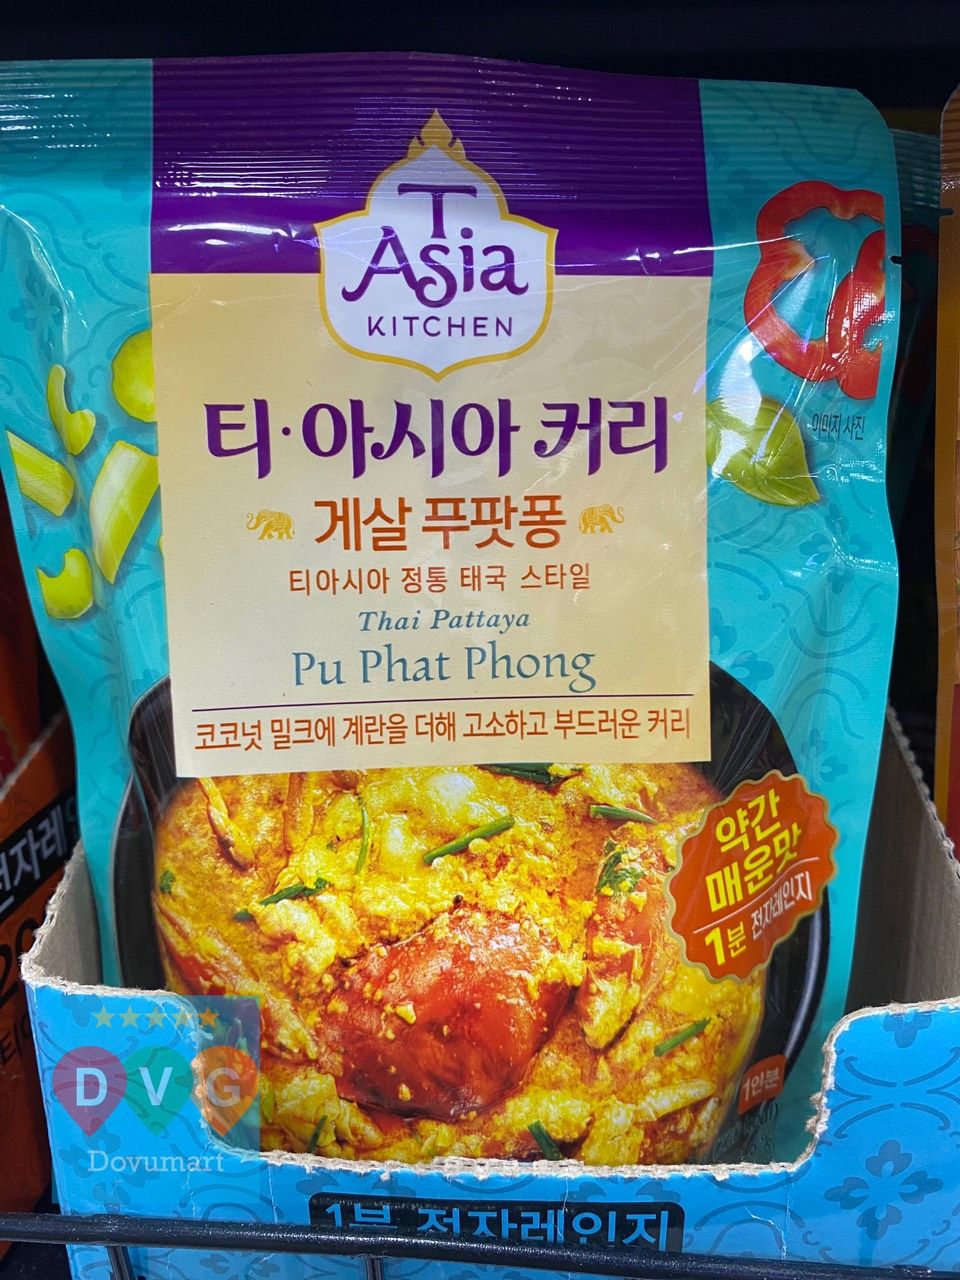 T
Asia
KITCHEN
티·아시아 커리
게살 푸팟퐁
티아시아 정통 태국 스타일
Thai Pattaya
Pu Phat Phong
코코넛 밀크에 계란을 더해 고소하고 부드러운 커리
이미지 사진
약간
매운맛
1분 전자레인지
1인분
D V G
Dovumart
1분 전자레인지